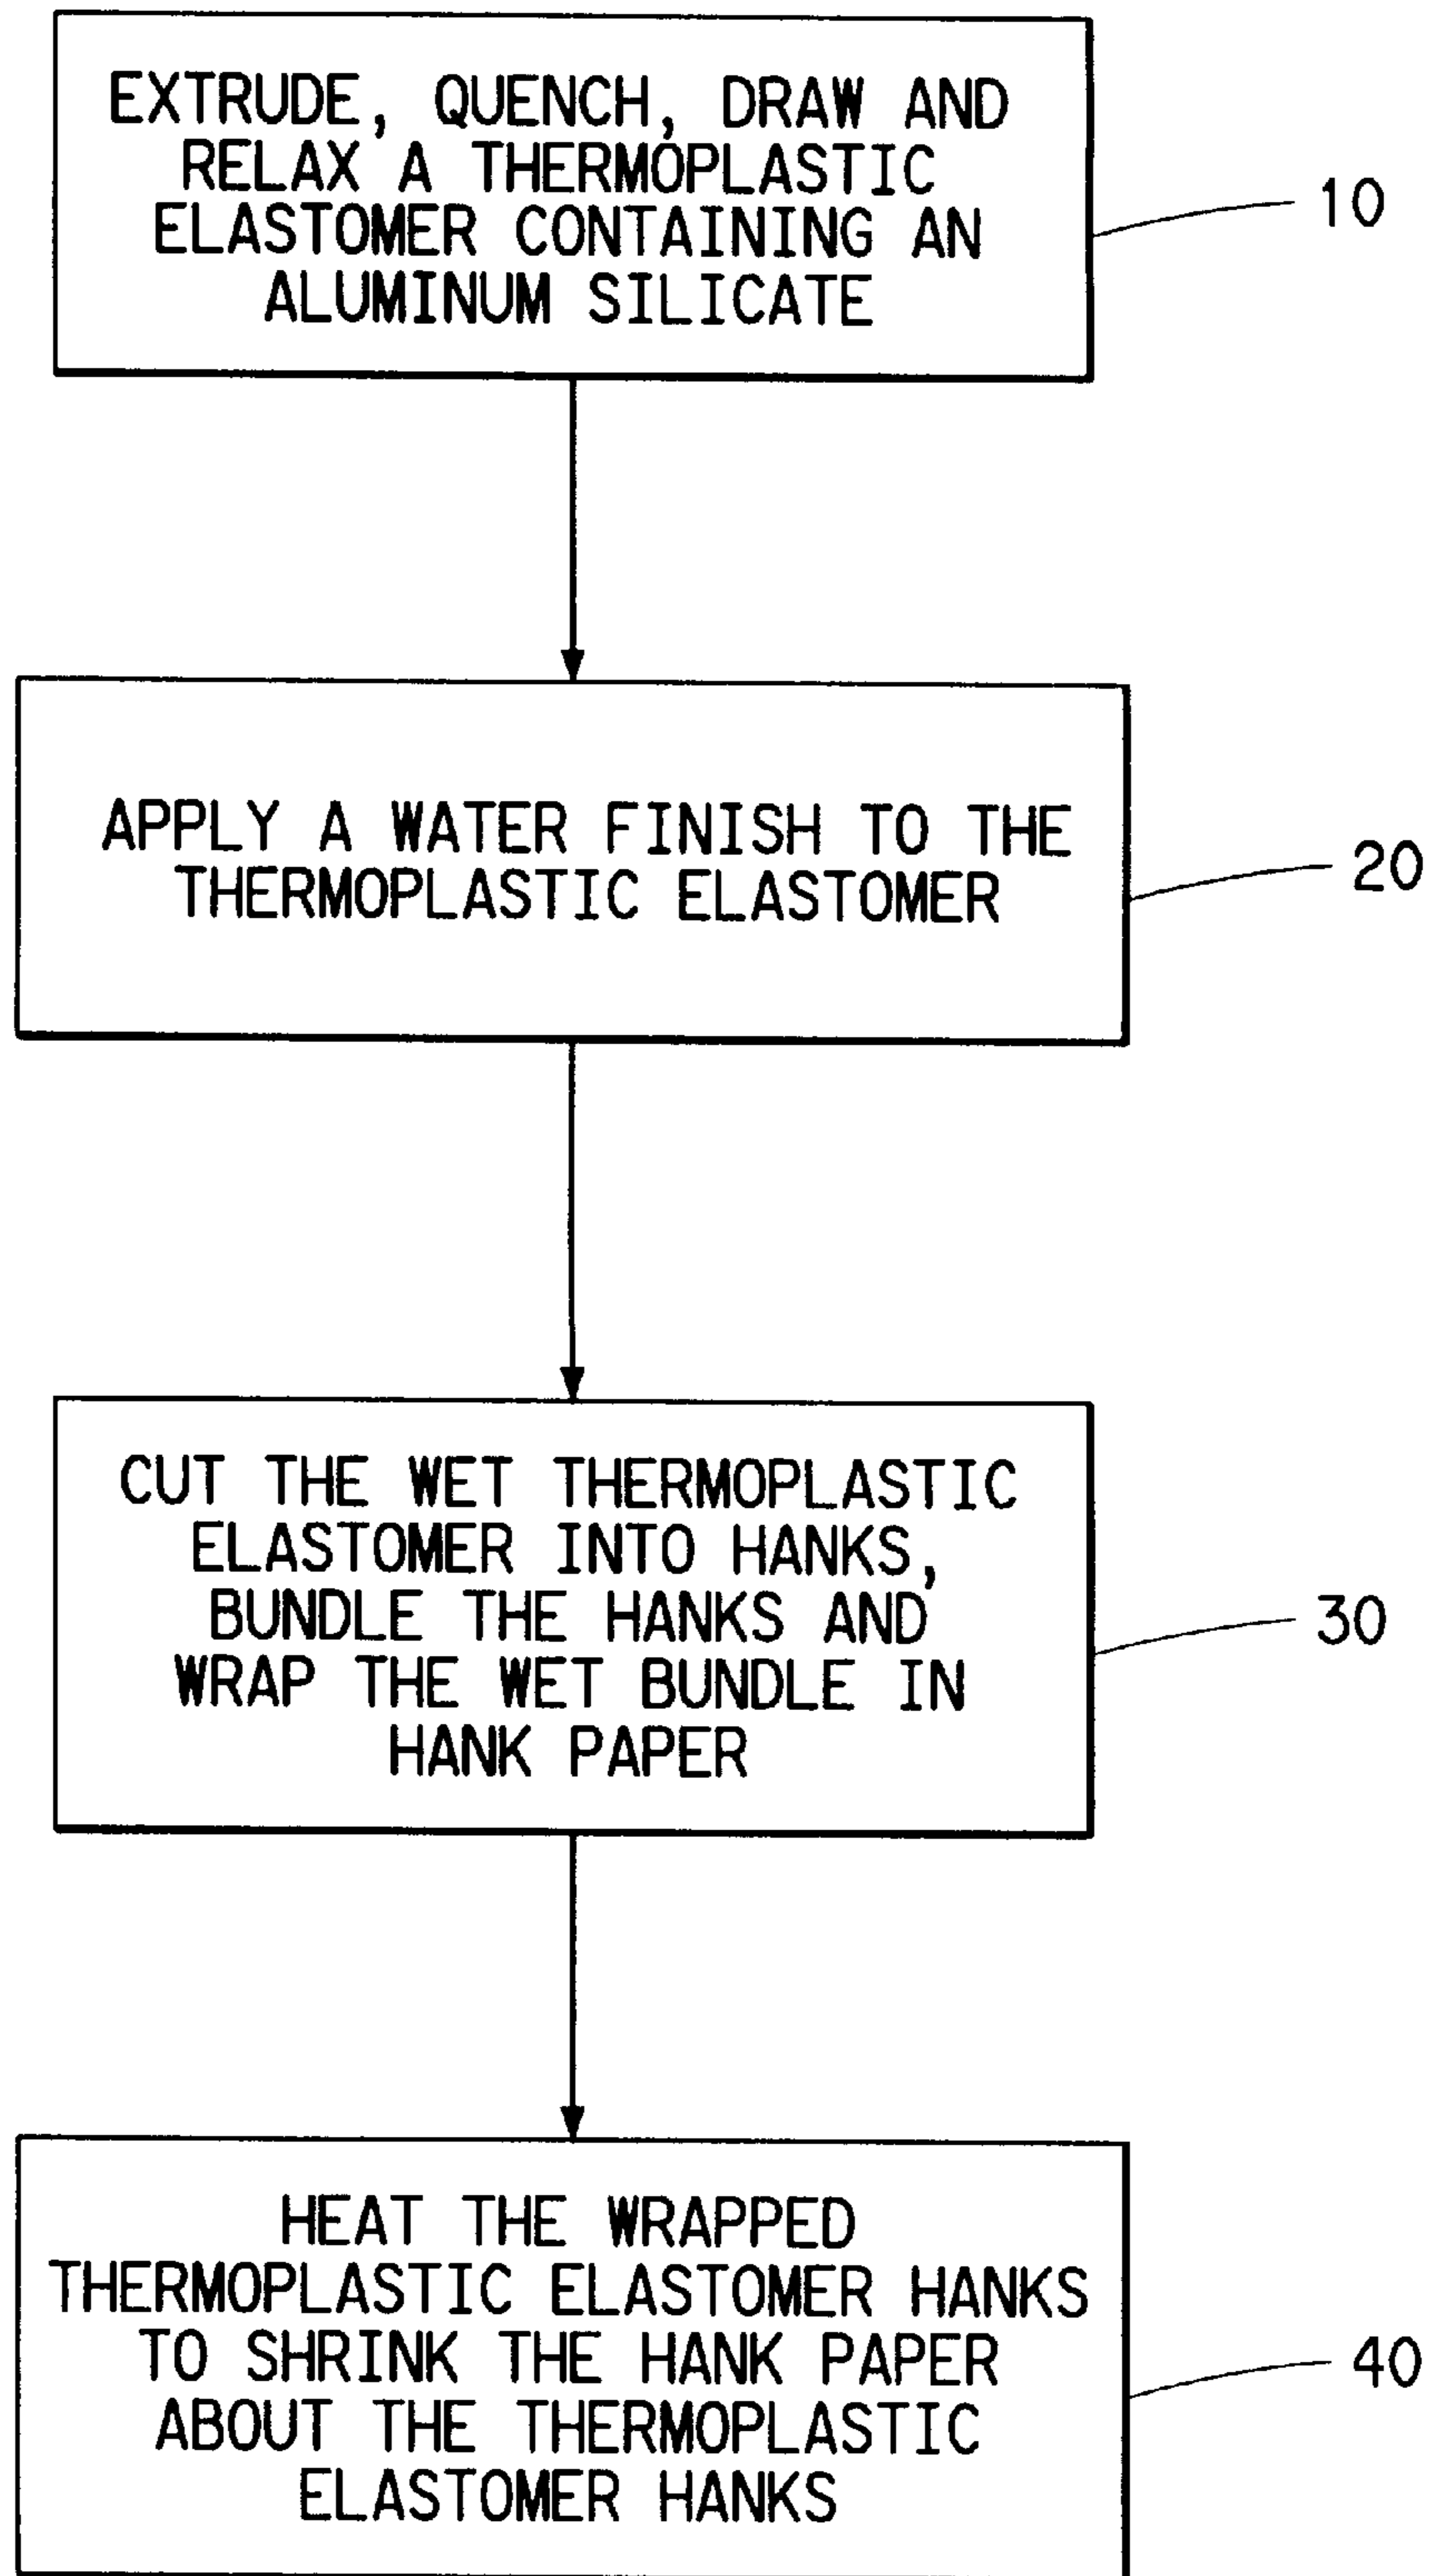 EXTRUDE, QUENCH, DRAW AND
RELAX A THERMOPLASTIC
ELASTOMER CONTAINING AN
ALUMINUM SILICATE
10
APPLY A WATER FINISH TO THE
THERMOPLASTIC ELASTOMER
20
CUT THE WET THERMOPLASTIC
ELASTOMER INTO HANKS,
BUNDLE THE HANKS AND
WRAP THE WET BUNDLE IN
HANK PAPER
30
HEAT THE WRAPPED
THERMOPLASTIC ELASTOMER HANKS
TO SHRINK THE HANK PAPER
ABOUT THE THERMOPLASTIC
ELASTOMER HANKS
40